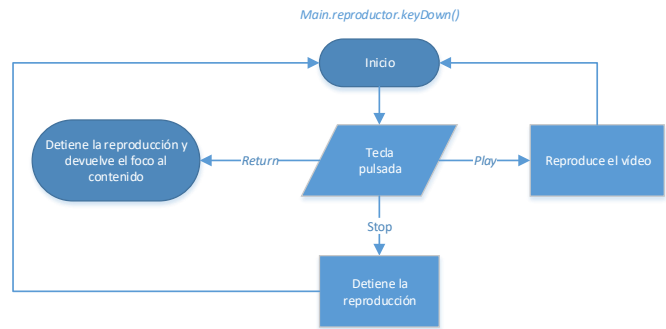 Main.reproductor.keyDown()
Inicio
Detiene la reproducción y
devuelve el foco al
contenido
Return
Tecla
pulsada
Play
Reproduce el vídeo
Stop
Detiene la
reproducción